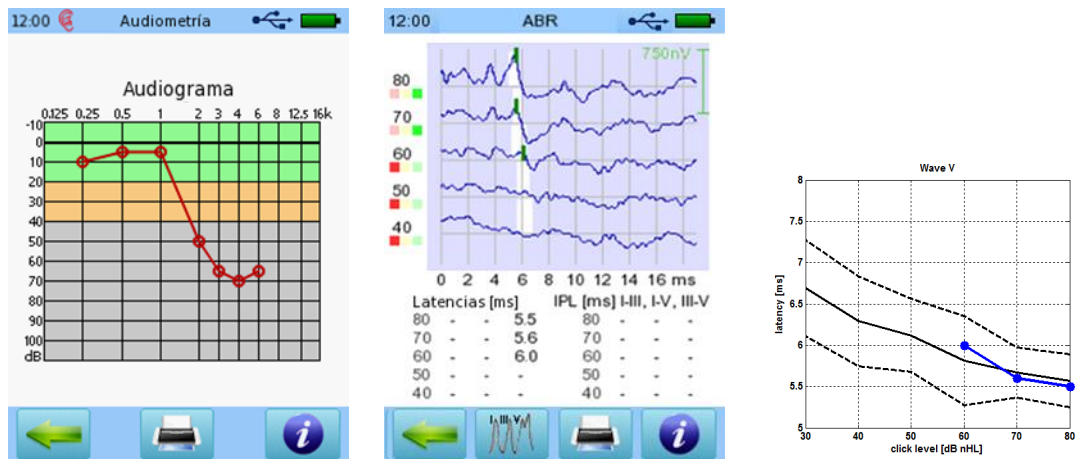 12:00 Audiometría
Audiograma
0.125 0.25 0.5 1 2 3 4 6 8 12.5 16k
-10
0
10
20
30
40
50
60
70
80
90
100
dB
12:00 ABR
750nV
80
70
60
50
40
0 2 4 6 8 10 12 14 16 ms
Latencias [ms] IPL [ms] I-III, I-V, III-V
80 - - 5.5 80 - - -
70 - - 5.6 70 - - -
60 - - 6.0 60 - - -
50 - - - 50 - - -
40 - - - 40 - - -
I III V
Wave V
8
7.5
7
6.5
6
5.5
5
latency [ms]
30 40 50 60 70 80
click level [dB nHL]